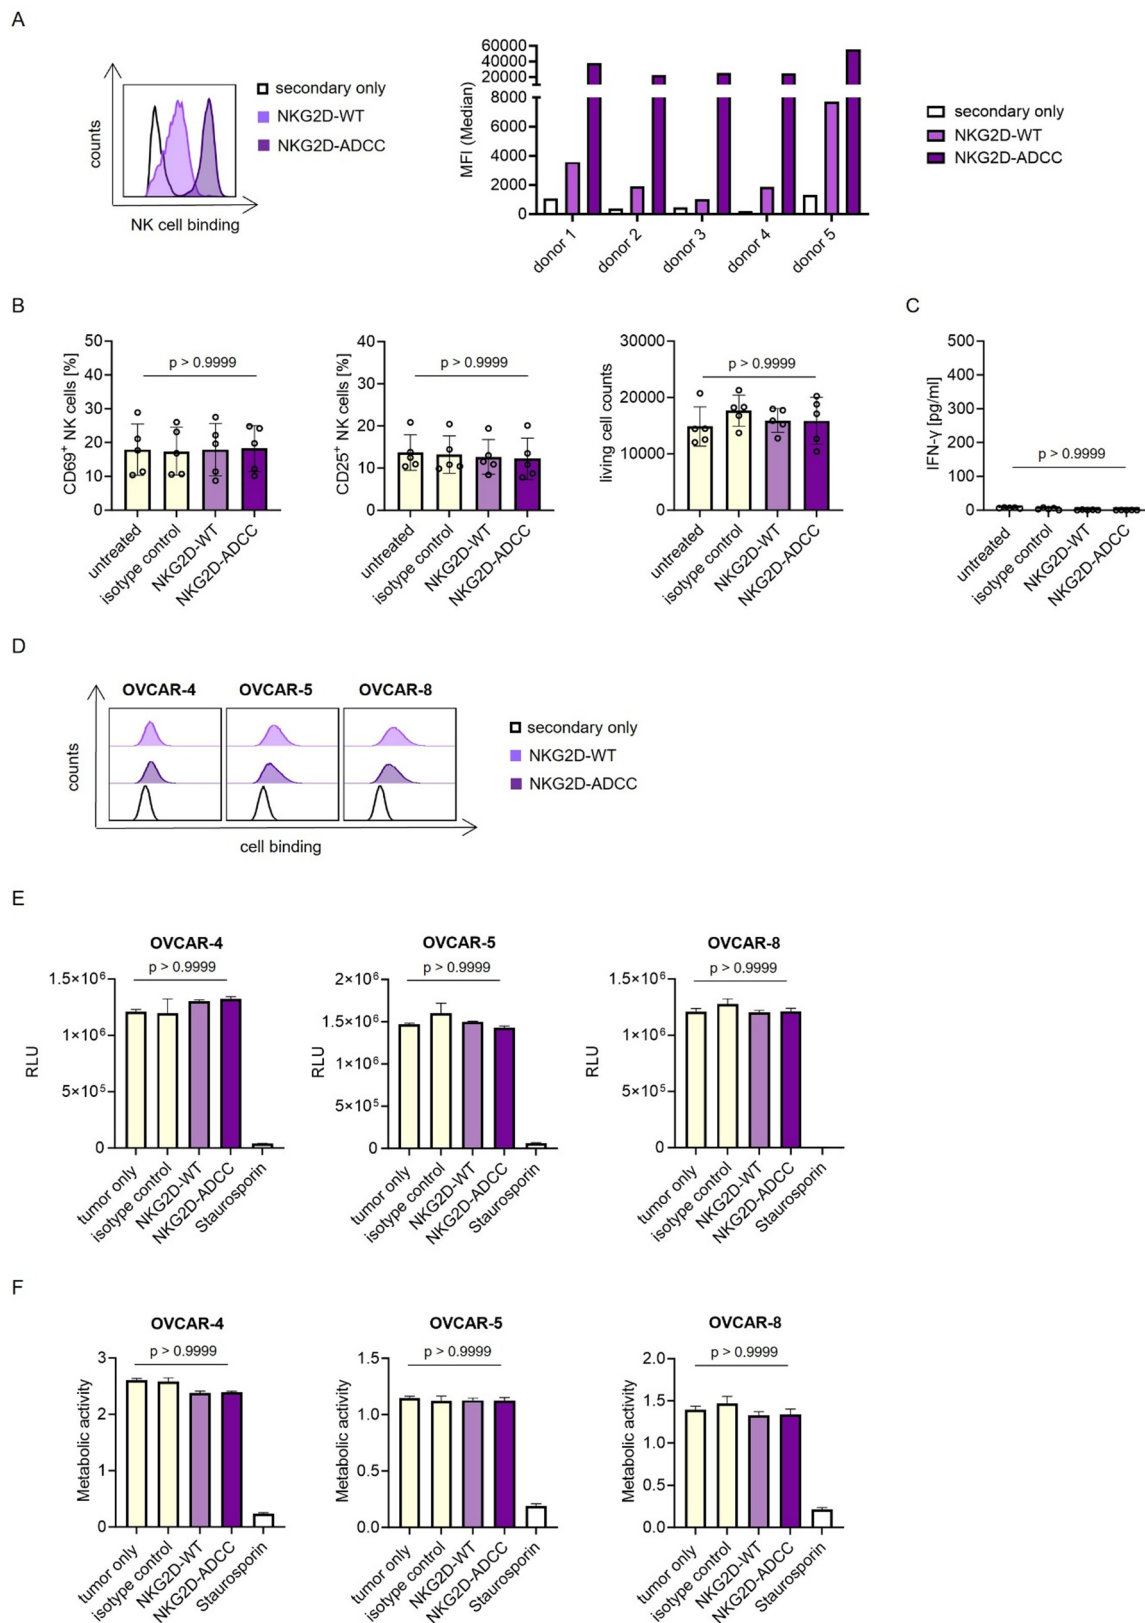 A
counts
NK cell binding
secondary only
NKG2D-WT
NKG2D-ADCC
MFI (Median)
60000
40000
20000
8000
6000
4000
2000
0
donor 1
donor 2
donor 3
donor 4
donor 5
secondary only
NKG2D-WT
NKG2D-ADCC
B
CD69⁺ NK cells [%]
50
40
30
20
10
0
p > 0.9999
untreated
isotype control
NKG2D-WT
NKG2D-ADCC
CD25⁺ NK cells [%]
40
30
20
10
0
p > 0.9999
untreated
isotype control
NKG2D-WT
NKG2D-ADCC
living cell counts
30000
20000
10000
0
p > 0.9999
untreated
isotype control
NKG2D-WT
NKG2D-ADCC
C
IFN-γ [pg/ml]
500
400
300
200
100
0
p > 0.9999
untreated
isotype control
NKG2D-WT
NKG2D-ADCC
D
OVCAR-4 OVCAR-5 OVCAR-8
counts
cell binding
secondary only
NKG2D-WT
NKG2D-ADCC
E
OVCAR-4
p > 0.9999
RLU
1.5×10⁶
1×10⁶
5×10⁵
0
tumor only
isotype control
NKG2D-WT
NKG2D-ADCC
Staurosporin
OVCAR-5
p > 0.9999
RLU
2×10⁶
1.5×10⁶
1×10⁶
5×10⁵
0
tumor only
isotype control
NKG2D-WT
NKG2D-ADCC
Staurosporin
OVCAR-8
p > 0.9999
RLU
1.5×10⁶
1×10⁶
5×10⁵
0
tumor only
isotype control
NKG2D-WT
NKG2D-ADCC
Staurosporin
F
OVCAR-4
p > 0.9999
Metabolic activity
3
2
1
0
tumor only
isotype control
NKG2D-WT
NKG2D-ADCC
Staurosporin
OVCAR-5
p > 0.9999
Metabolic activity
1.5
1.0
0.5
0.0
tumor only
isotype control
NKG2D-WT
NKG2D-ADCC
Staurosporin
OVCAR-8
p > 0.9999
Metabolic activity
2.0
1.5
1.0
0.5
0.0
tumor only
isotype control
NKG2D-WT
NKG2D-ADCC
Staurosporin